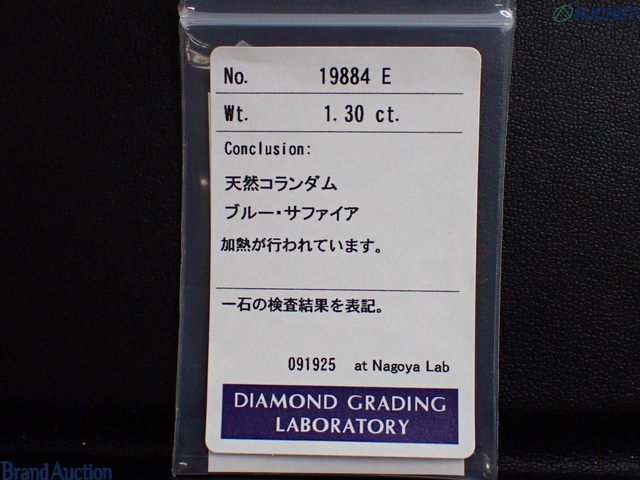 No. 19884 E
Wt. 1.30 ct.
Conclusion:
天然コランダム
ブルー・サファイア
加熱が行われています。
一石の検査結果を表記。
091925 at Nagoya Lab
DIAMOND GRADING
LABORATORY
Brand Auction